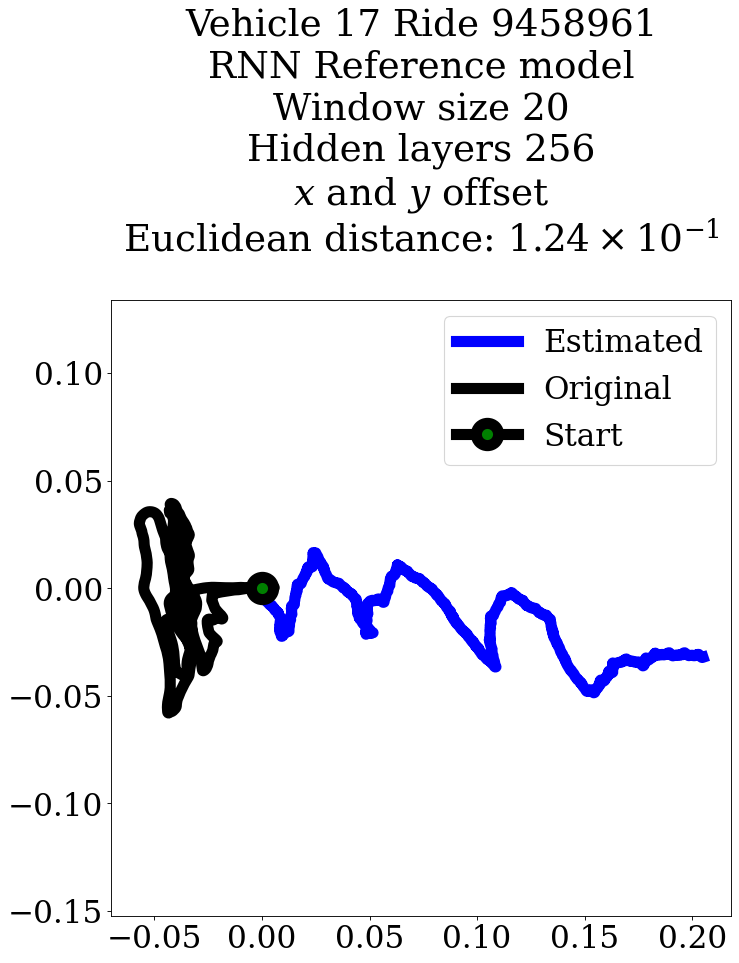 Vehicle 17 Ride 9458961
RNN Reference model
Window size 20
Hidden layers 256
x and y offset
Euclidean distance: 1.24 × 10⁻¹
Estimated
Original
Start
0.10
0.05
0.00
−0.05
−0.10
−0.15
−0.05 0.00 0.05 0.10 0.15 0.20